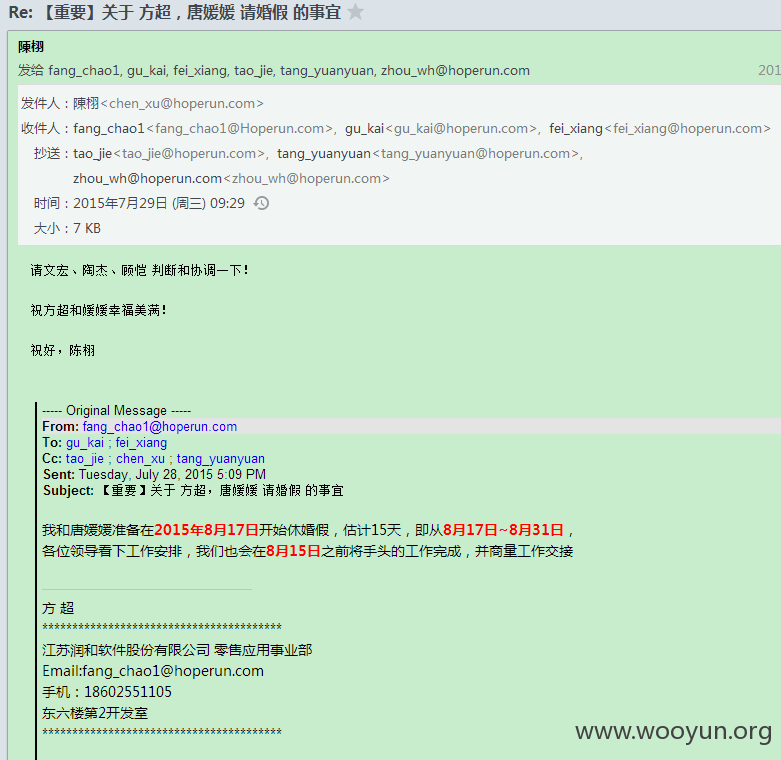 Re: 【重要】关于 方超，唐媛媛 请婚假 的事宜
陳栩
发给 fang_chao1, gu_kai, fei_xiang, tao_jie, tang_yuanyuan, zhou_wh@hoperun.com
201
发件人：陳栩<chen_xu@hoperun.com>
收件人：fang_chao1<fang_chao1@Hoperun.com>，gu_kai<gu_kai@hoperun.com>，fei_xiang<fei_xiang@hoperun.com>
抄送：tao_jie<tao_jie@hoperun.com>，tang_yuanyuan<tang_yuanyuan@hoperun.com>，
zhou_wh@hoperun.com<zhou_wh@hoperun.com>
时间：2015年7月29日 (周三) 09:29
大小：7 KB
请文宏、陶杰、顾恺 判断和协调一下！
祝方超和媛媛幸福美满！
祝好，陈栩
----- Original Message -----
From: fang_chao1@hoperun.com
To: gu_kai ; fei_xiang
Cc: tao_jie ; chen_xu ; tang_yuanyuan
Sent: Tuesday, July 28, 2015 5:09 PM
Subject: 【重要】关于 方超，唐媛媛 请婚假 的事宜
我和唐媛媛准备在2015年8月17日开始休婚假，估计15天，即从8月17日~8月31日，
各位领导看下工作安排，我们也会在8月15日之前将手头的工作完成，并商量工作交接
方 超
****************************************
江苏润和软件股份有限公司 零售应用事业部
Email:fang_chao1@hoperun.com
手机：18602551105
东六楼第2开发室
****************************************
www.wooyun.org